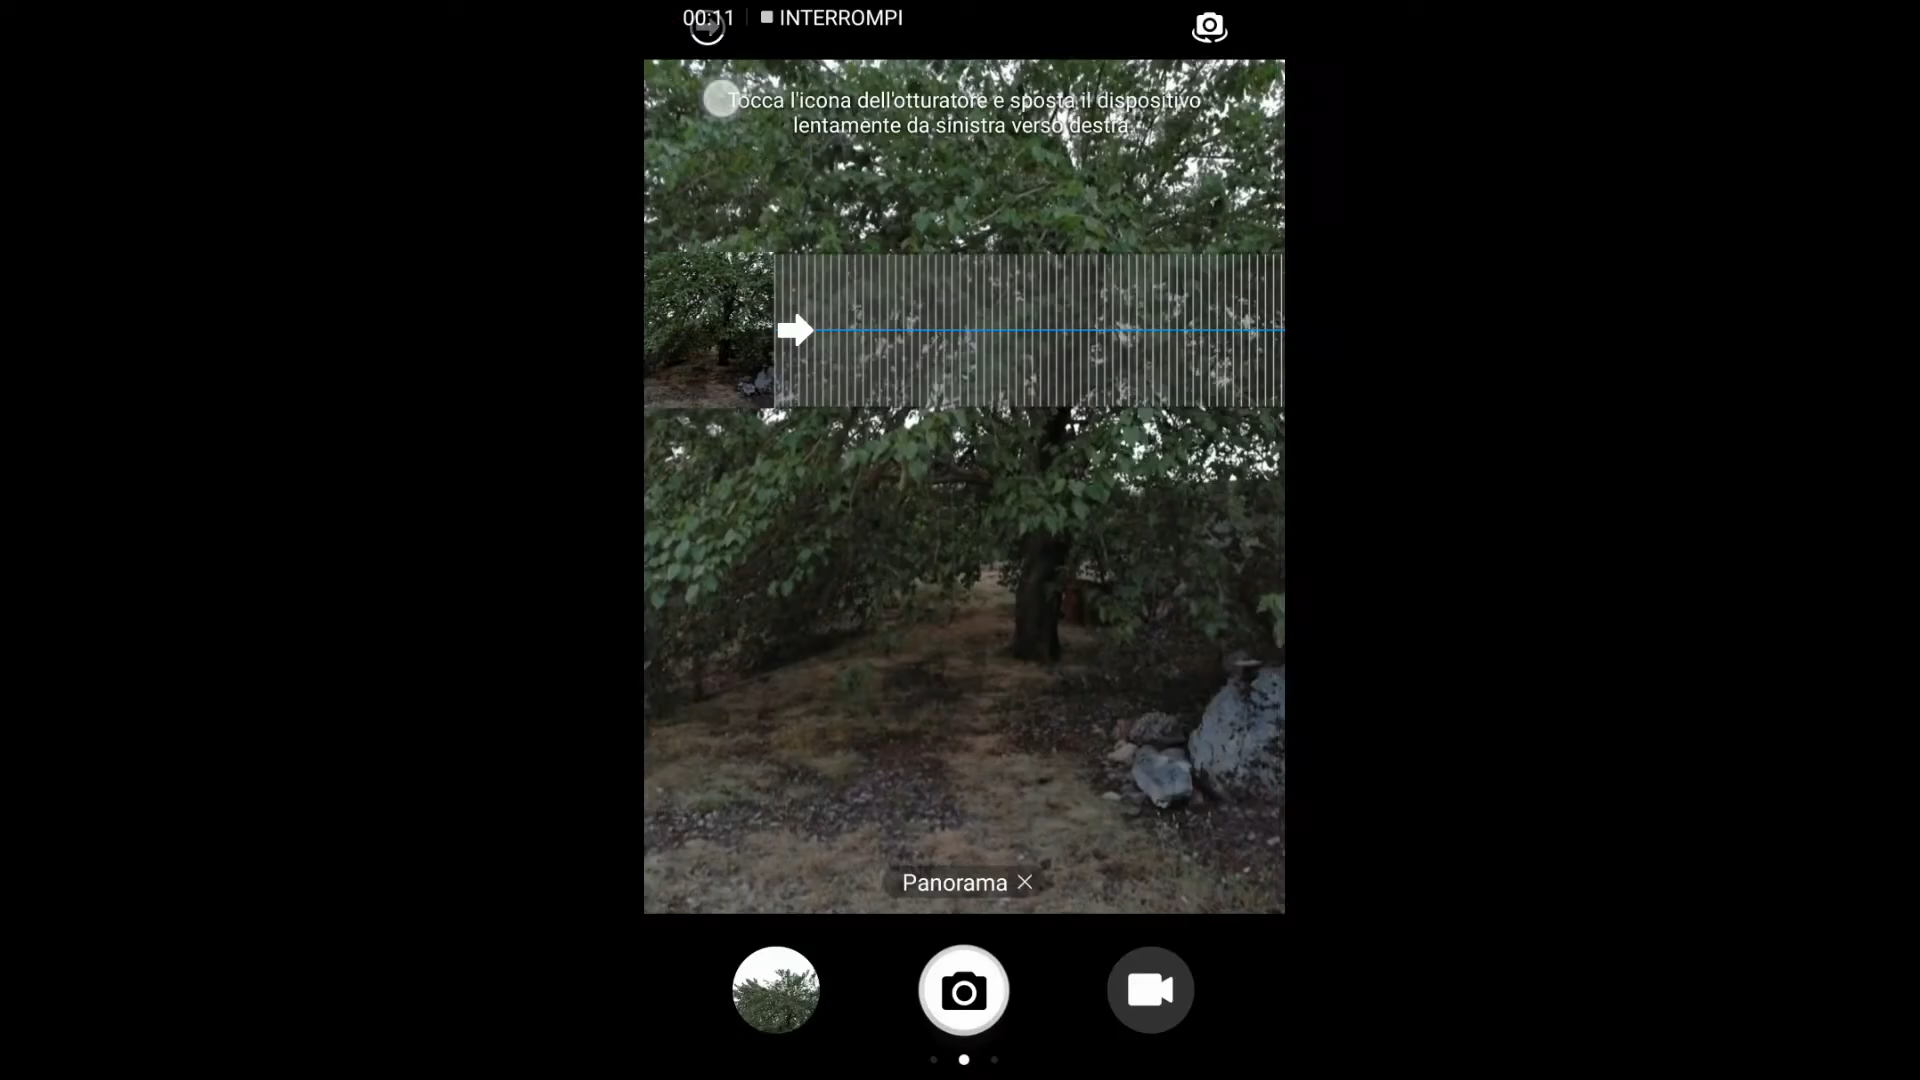 00:11 INTERROMPI
Tocca l'icona dell'otturatore e sposta il dispositivo
lentamente da sinistra verso destra.
Panorama